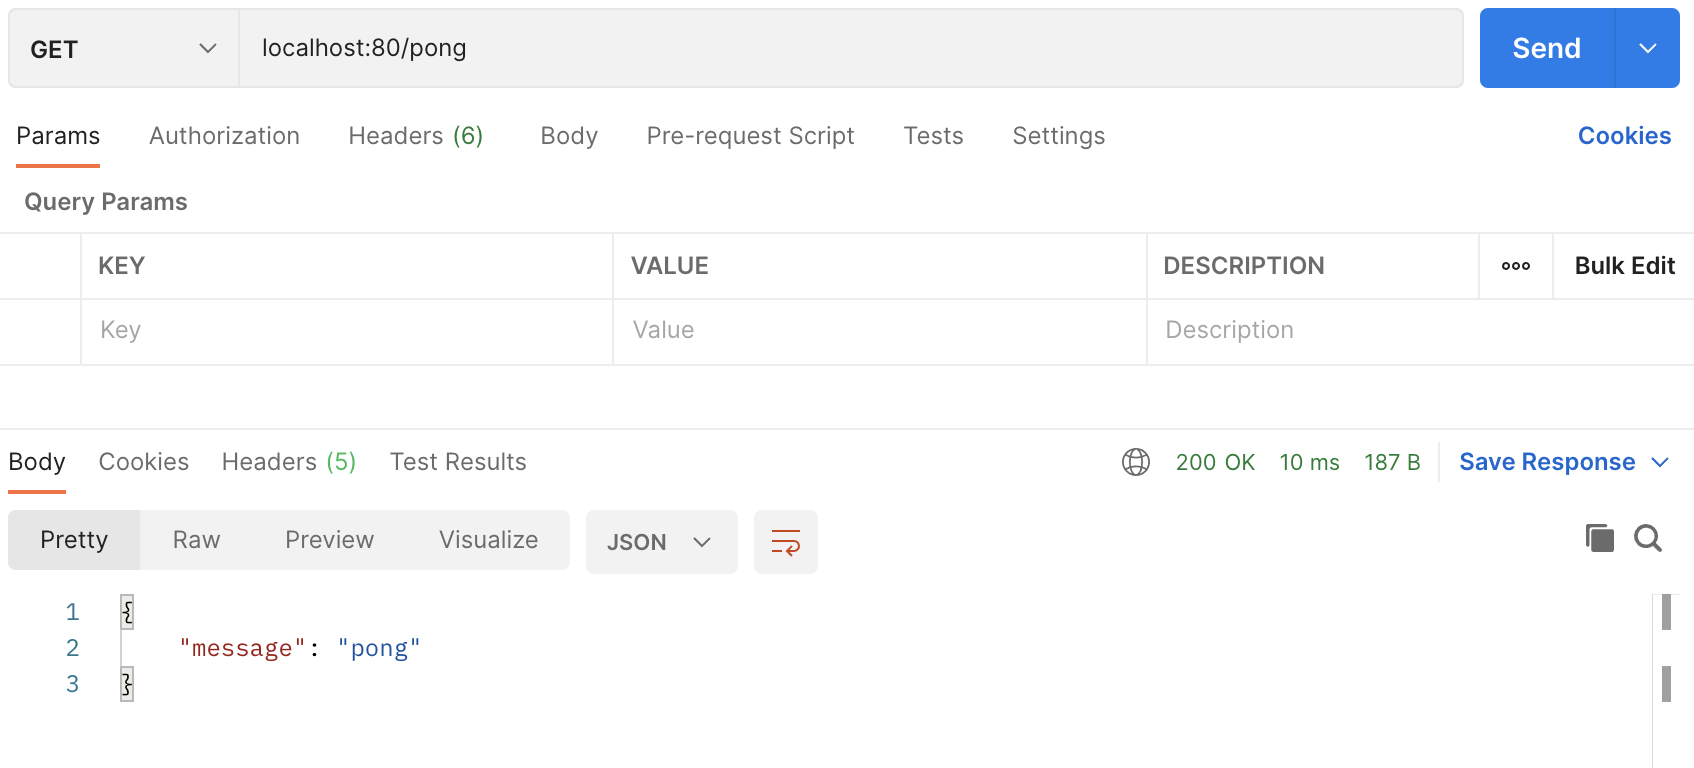 GET localhost:80/pong Send
Params Authorization Headers (6) Body Pre-request Script Tests Settings Cookies
Query Params
KEY VALUE DESCRIPTION Bulk Edit
Key Value Description
Body Cookies Headers (5) Test Results 200 OK 10 ms 187 B Save Response
Pretty Raw Preview Visualize JSON
1 {
2 "message": "pong"
3 }